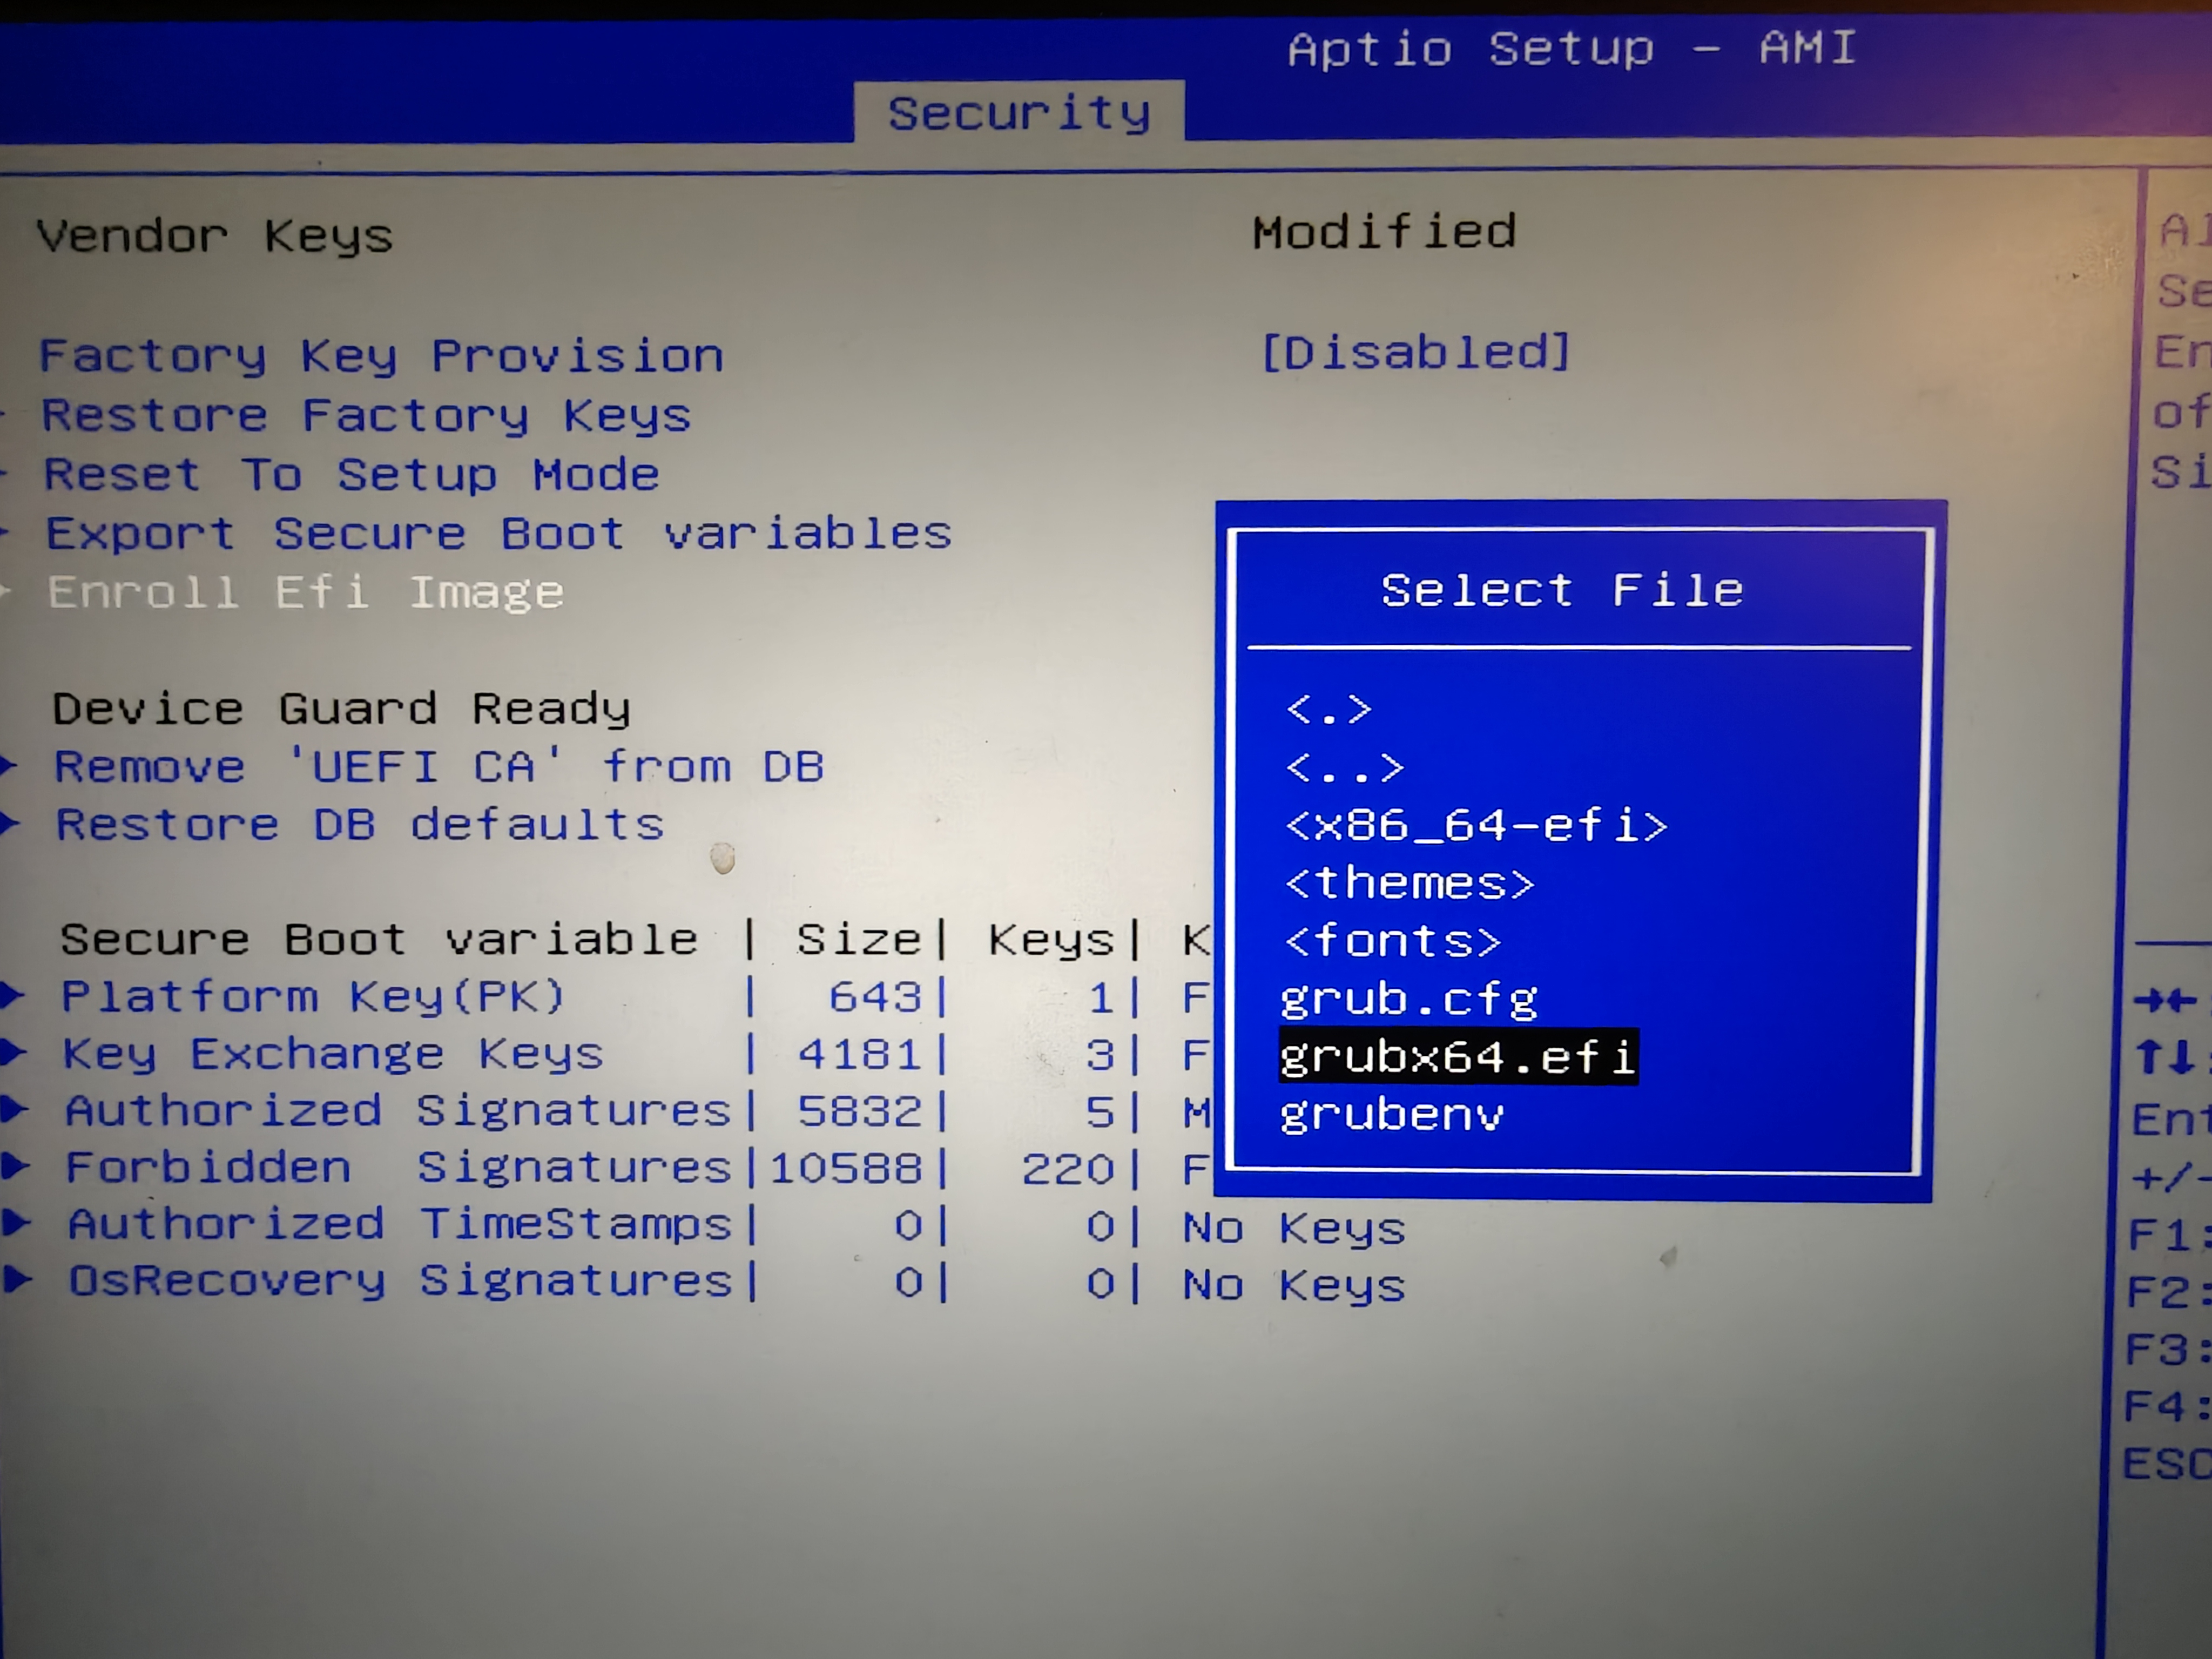 Aptio Setup - AMI
Security
Vendor Keys Modified
Factory Key Provision [Disabled]
Restore Factory Keys
Reset To Setup Mode
Export Secure Boot variables
Enroll Efi Image
Device Guard Ready
Remove 'UEFI CA' from DB
Restore DB defaults
Secure Boot variable | Size| Keys| K
Platform Key(PK) | 643| 1| F
Key Exchange Keys | 4181| 3| F
Authorized Signatures| 5832| 5| M
Forbidden Signatures|10588| 220| F
Authorized TimeStamps| 0| 0| No Keys
OsRecovery Signatures| 0| 0| No Keys
Select File
<.>
<..>
<x86_64-efi>
<themes>
<fonts>
grub.cfg
grubx64.efi
grubenv
Al
Se
En
of
Si
→←
↑↓:
Ent
+/-
F1:
F2:
F3:
F4:
ESC